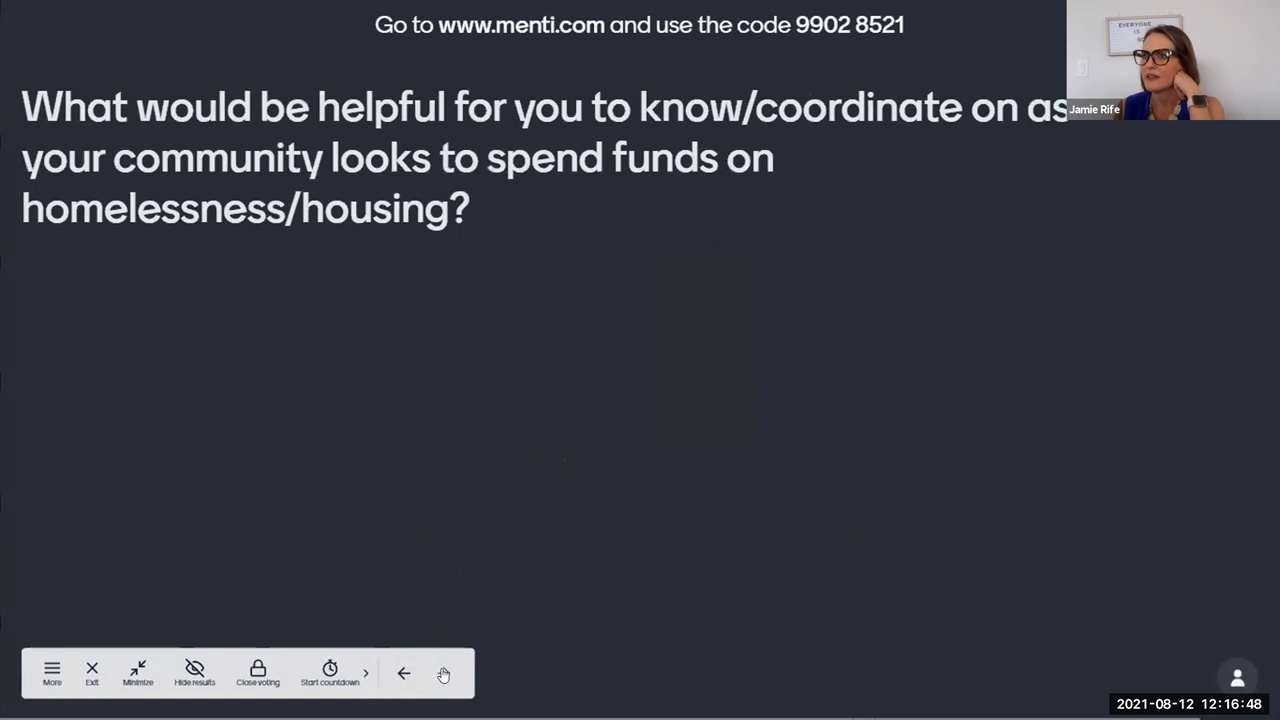 Go to www.menti.com and use the code 9902 8521
EVERYONE
IS
Jamie Rife
What would be helpful for you to know/coordinate on as
your community looks to spend funds on
homelessness/housing?
More
Exit
Minimize
Hide results
Close voting
Start countdown
2021-08-12 12:16:48